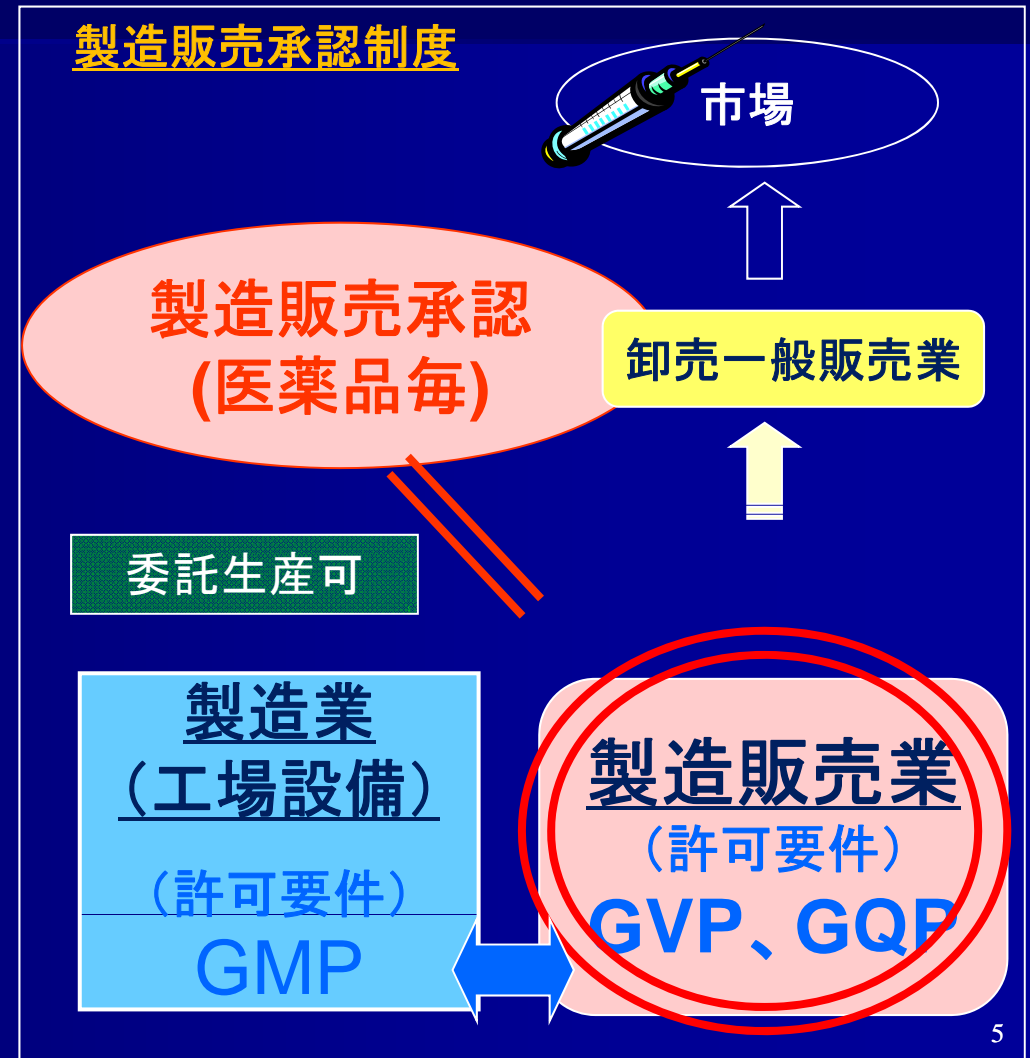 製造販売承認制度
市場
製造販売承認
(医薬品毎)
卸売一般販売業
委託生産可
製造業
（工場設備）
（許可要件）
GMP
製造販売業
（許可要件）
GVP、GQP
5